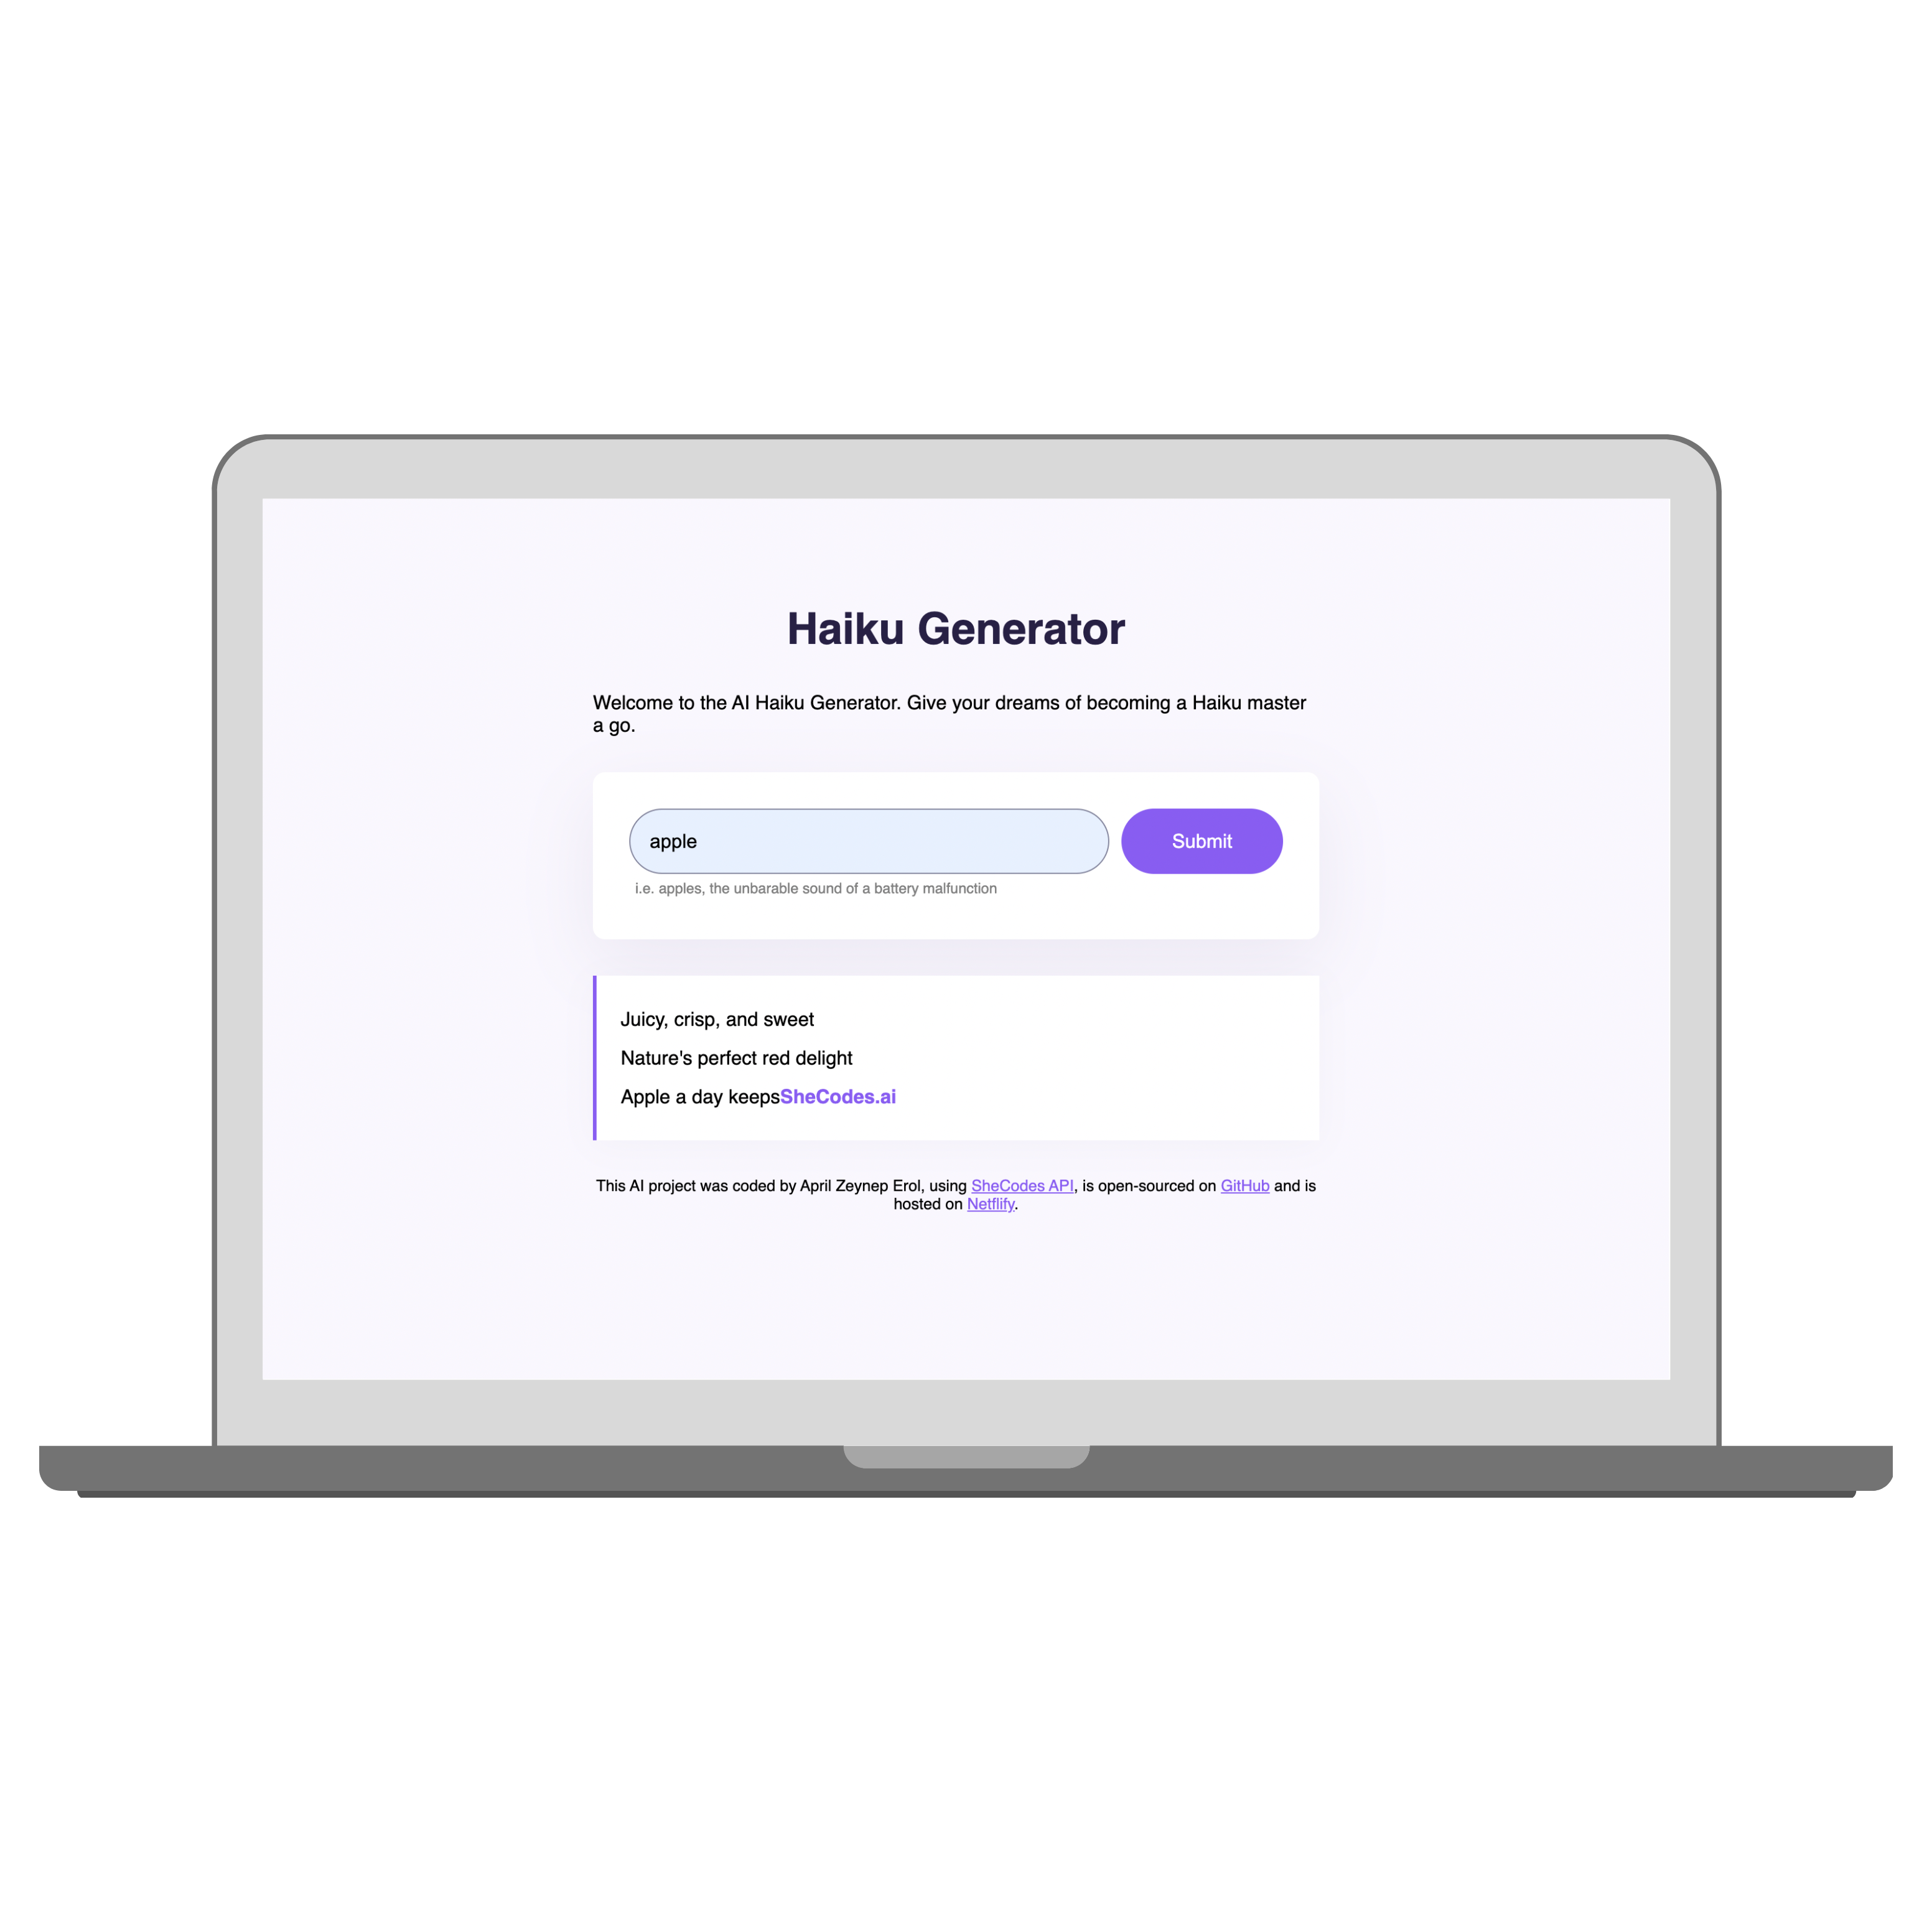 Haiku Generator
Welcome to the AI Haiku Generator. Give your dreams of becoming a Haiku master
a go.
apple
Submit
i.e. apples, the unbarable sound of a battery malfunction
Juicy, crisp, and sweet
Nature's perfect red delight
Apple a day keepsSheCodes.ai
This AI project was coded by April Zeynep Erol, using SheCodes API, is open-sourced on GitHub and is
hosted on Netflify.